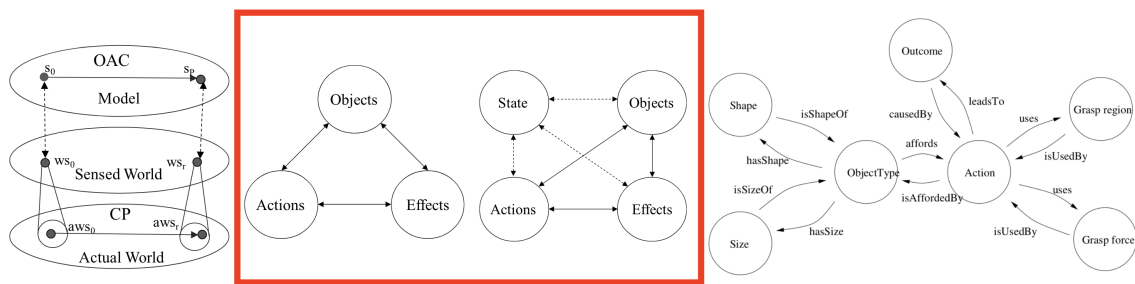 OAC
s₀
sₚ
Model
ws₀
wsᵣ
Sensed World
CP
aws₀
awsᵣ
Actual World
Objects
Actions
Effects
State
Objects
Actions
Effects
Outcome
leadsTo
causedBy
Shape
isShapeOf
hasShape
ObjectType
affords
isAffordedBy
Action
uses
Grasp region
isUsedBy
isSizeOf
hasSize
Size
uses
isUsedBy
Grasp force